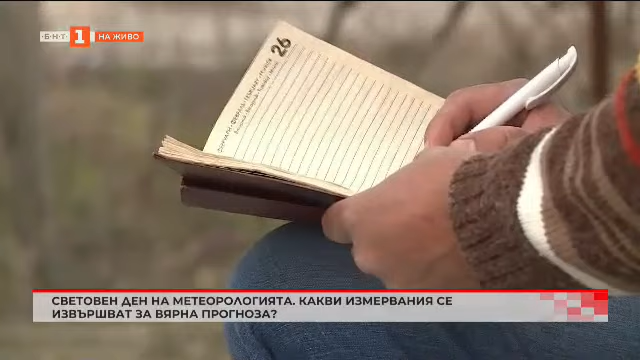 БНТ 1 НА ЖИВО
26
СВЕТОВЕН ДЕН НА МЕТЕОРОЛОГИЯТА. КАКВИ ИЗМЕРВАНИЯ СЕ
ИЗВЪРШВАТ ЗА ВЯРНА ПРОГНОЗА?